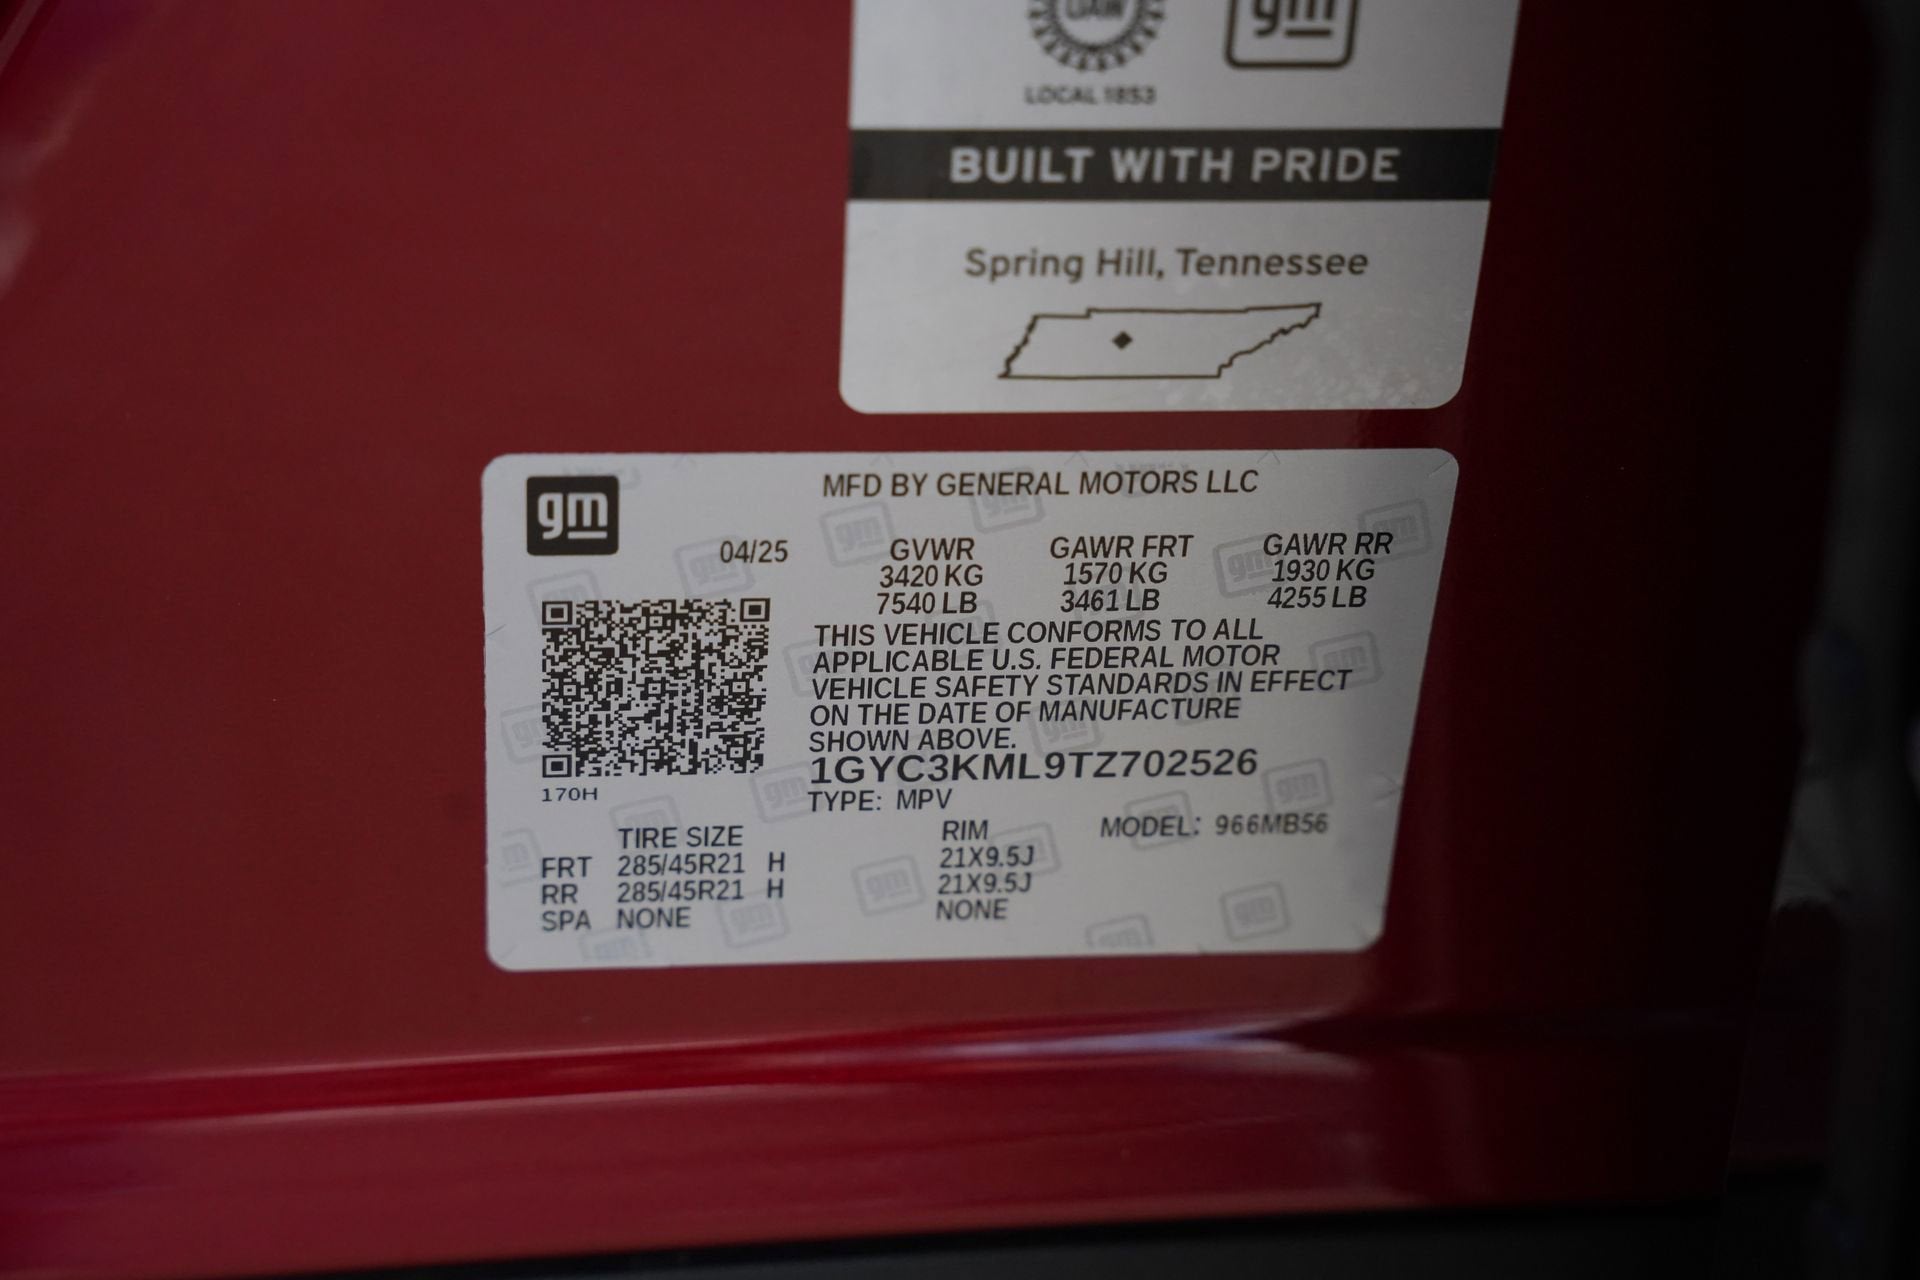 UAW
gm
LOCAL 1853
BUILT WITH PRIDE
Spring Hill, Tennessee
gm
MFD BY GENERAL MOTORS LLC
04/25 GVWR GAWR FRT GAWR RR
3420 KG 1570 KG 1930 KG
7540 LB 3461 LB 4255 LB
THIS VEHICLE CONFORMS TO ALL
APPLICABLE U.S. FEDERAL MOTOR
VEHICLE SAFETY STANDARDS IN EFFECT
ON THE DATE OF MANUFACTURE
SHOWN ABOVE.
1GYC3KML9TZ702526
170H
TYPE: MPV
TIRE SIZE RIM MODEL: 966MB56
FRT 285/45R21 H 21X9.5J
RR 285/45R21 H 21X9.5J
SPA NONE NONE